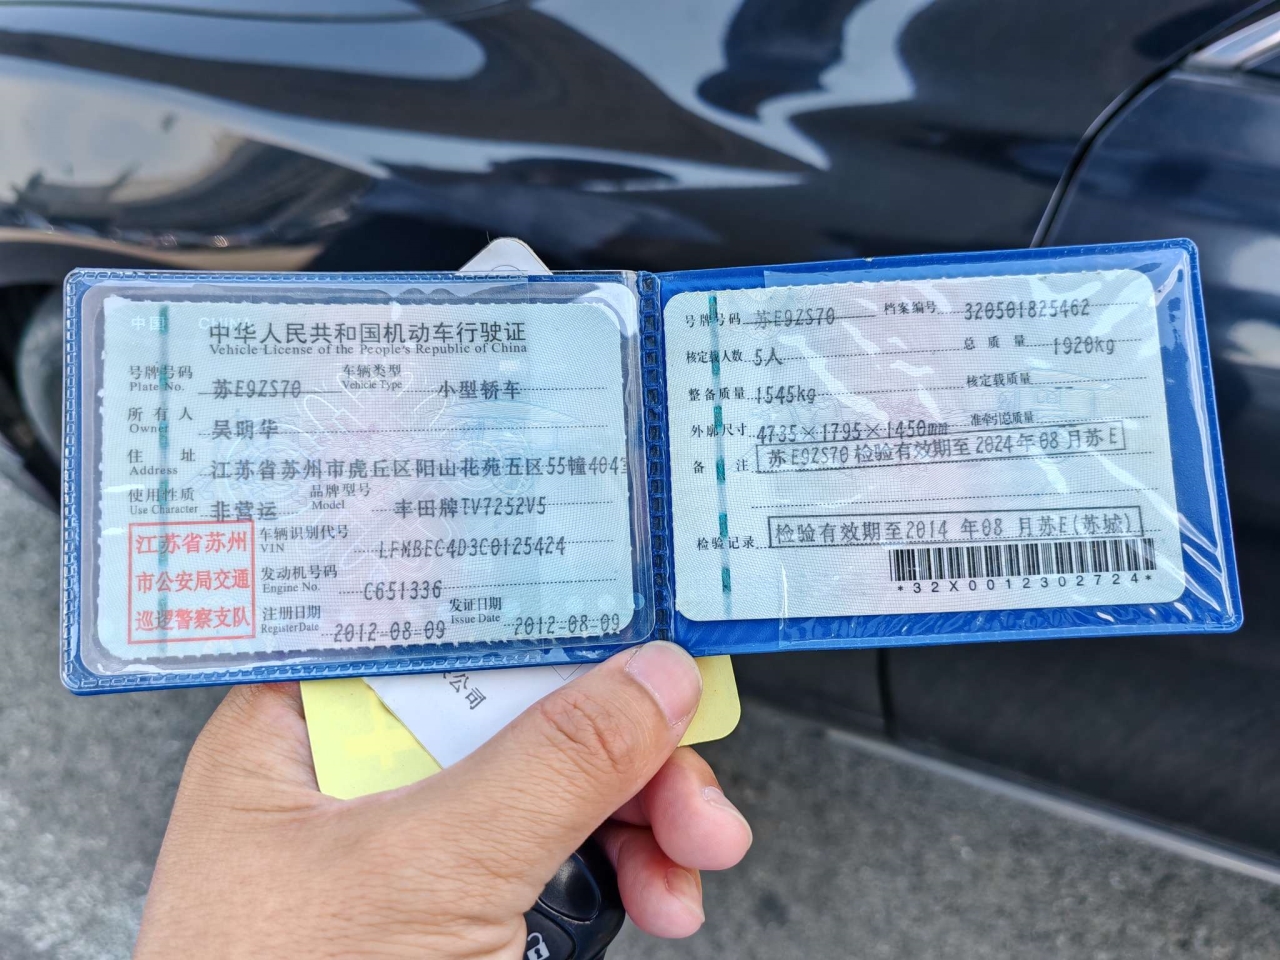 中国 CHINA
中华人民共和国机动车行驶证
Vehicle License of the People's Republic of China
号牌号码 苏E9ZS70 车辆类型 小型轿车
Plate No. Vehicle Type
所有人 吴明华
Owner
住址 江苏省苏州市虎丘区阳山花苑五区55幢404
Address
使用性质 非营运 品牌型号 丰田牌TV7252V5
Use Character Model
江苏省苏州
市公安局交通
巡逻警察支队
车辆识别代号 LFMBEC4D3C0125424
VIN
发动机号码 C651336
Engine No.
注册日期 2012-08-09 发证日期 2012-08-09
Register Date Issue Date
号牌号码 苏E9ZS70 档案编号 320501825462
核定载人数 5人 总质量 1920kg
整备质量 1545kg 核定载质量
外廓尺寸 4735×1795×1450mm 准牵引总质量
备注 苏E9ZS70 检验有效期至2024年08月苏E
检验记录 检验有效期至2014年08月苏E(苏城)
*32X0012302724*
公司